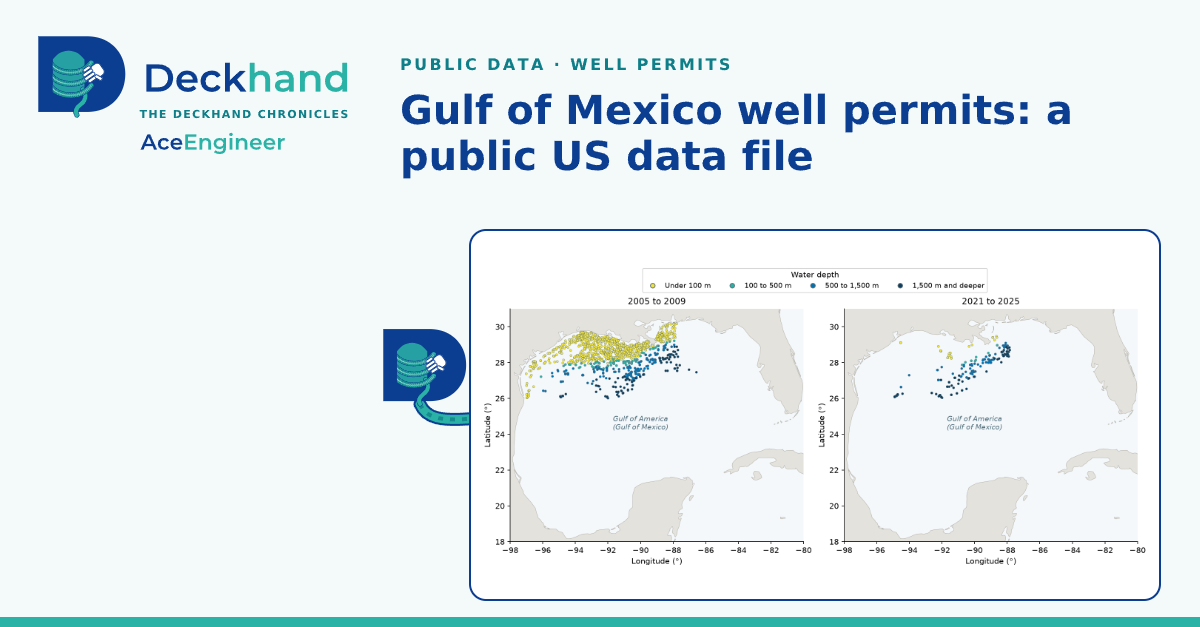 Deckhand
THE DECKHAND CHRONICLES
AceEngineer
PUBLIC DATA · WELL PERMITS
Gulf of Mexico well permits: a
public US data file
Water depth
Under 100 m 100 to 500 m 500 to 1,500 m 1,500 m and deeper
2005 to 2009
30
28
26
24
22
20
18
Latitude (°)
Gulf of America
(Gulf of Mexico)
−98 −96 −94 −92 −90 −88 −86 −84 −82 −80
Longitude (°)
2021 to 2025
30
28
26
24
22
20
18
Latitude (°)
Gulf of America
(Gulf of Mexico)
−98 −96 −94 −92 −90 −88 −86 −84 −82 −80
Longitude (°)